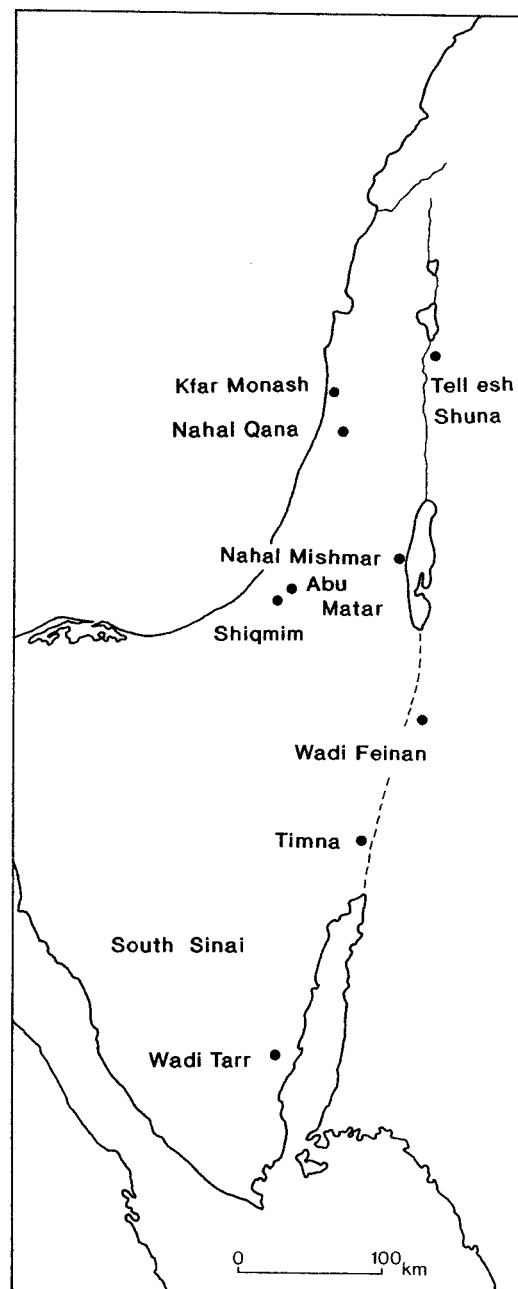 Kfar Monash
Tell esh
Shuna
Nahal Qana
Nahal Mishmar
Abu
Matar
Shiqmim
Wadi Feinan
Timna
South Sinai
Wadi Tarr
0 100 km